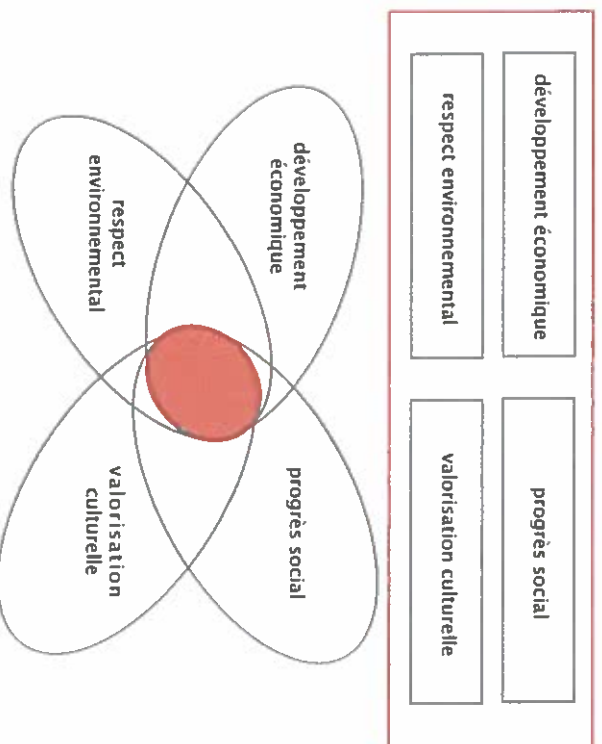 développement économique
progrès social
respect environnemental
valorisation culturelle
développement
économique
progrès social
respect
environnemental
valorisation
culturelle